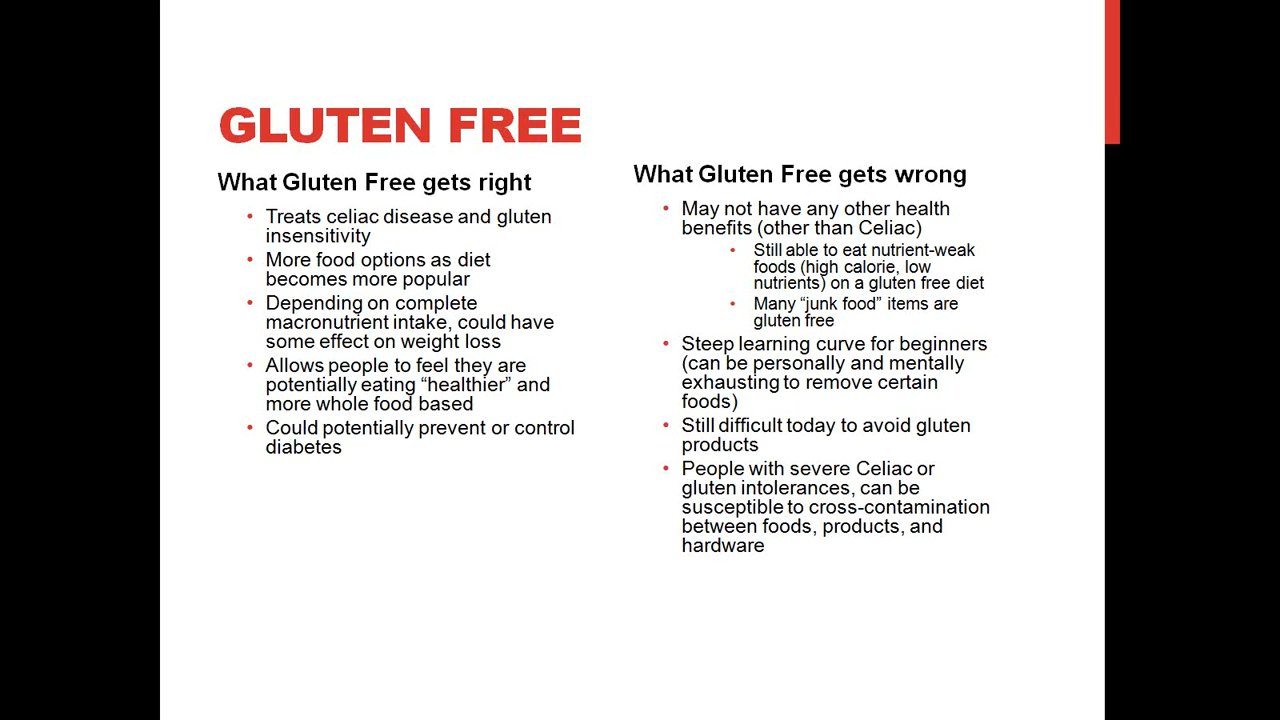 GLUTEN FREE
What Gluten Free gets right
• Treats celiac disease and gluten
insensitivity
• More food options as diet
becomes more popular
• Depending on complete
macronutrient intake, could have
some effect on weight loss
• Allows people to feel they are
potentially eating “healthier” and
more whole food based
• Could potentially prevent or control
diabetes
What Gluten Free gets wrong
• May not have any other health
benefits (other than Celiac)
• Still able to eat nutrient-weak
foods (high calorie, low
nutrients) on a gluten free diet
• Many “junk food” items are
gluten free
• Steep learning curve for beginners
(can be personally and mentally
exhausting to remove certain
foods)
• Still difficult today to avoid gluten
products
• People with severe Celiac or
gluten intolerances, can be
susceptible to cross-contamination
between foods, products, and
hardware